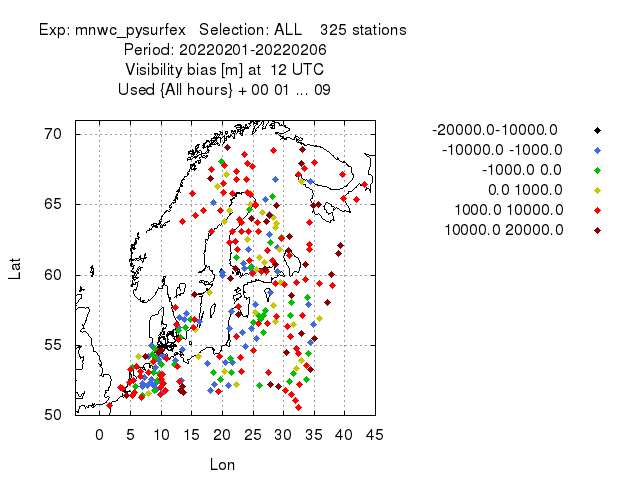 Exp: mnwc_pysurfex   Selection: ALL    325 stations
Period: 20220201-20220206
Visibility bias [m] at  12 UTC
Used {All hours} + 00 01 ... 09
-20000.0-10000.0
-10000.0 -1000.0
-1000.0 0.0
0.0 1000.0
1000.0 10000.0
10000.0 20000.0
70
65
60
55
50
Lat
0 5 10 15 20 25 30 35 40 45
Lon